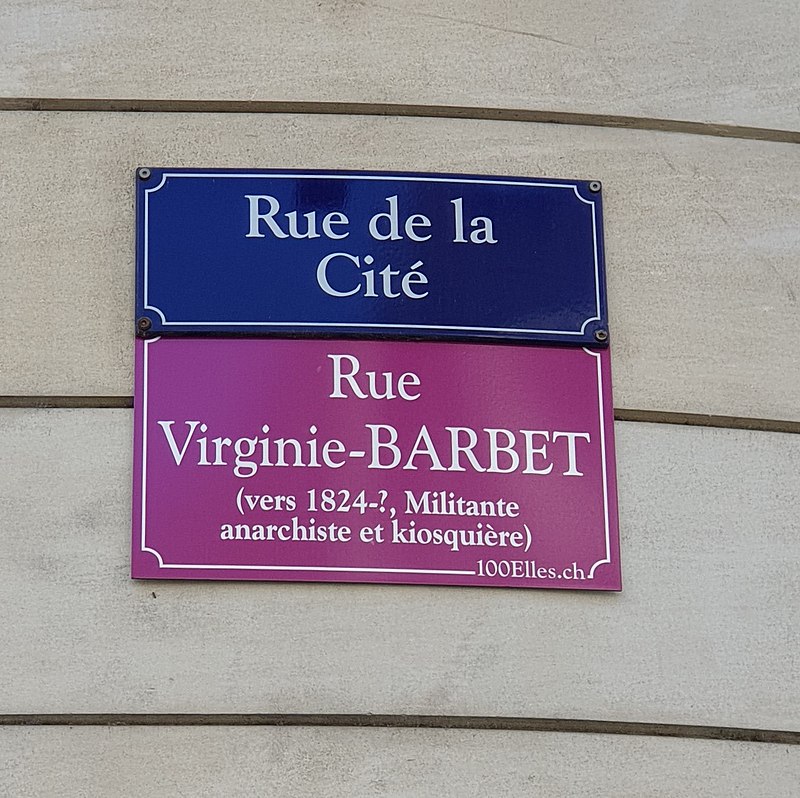 Rue de la
Cité
Rue
Virginie-BARBET
(vers 1824-?, Militante
anarchiste et kiosquière)
100Elles.ch